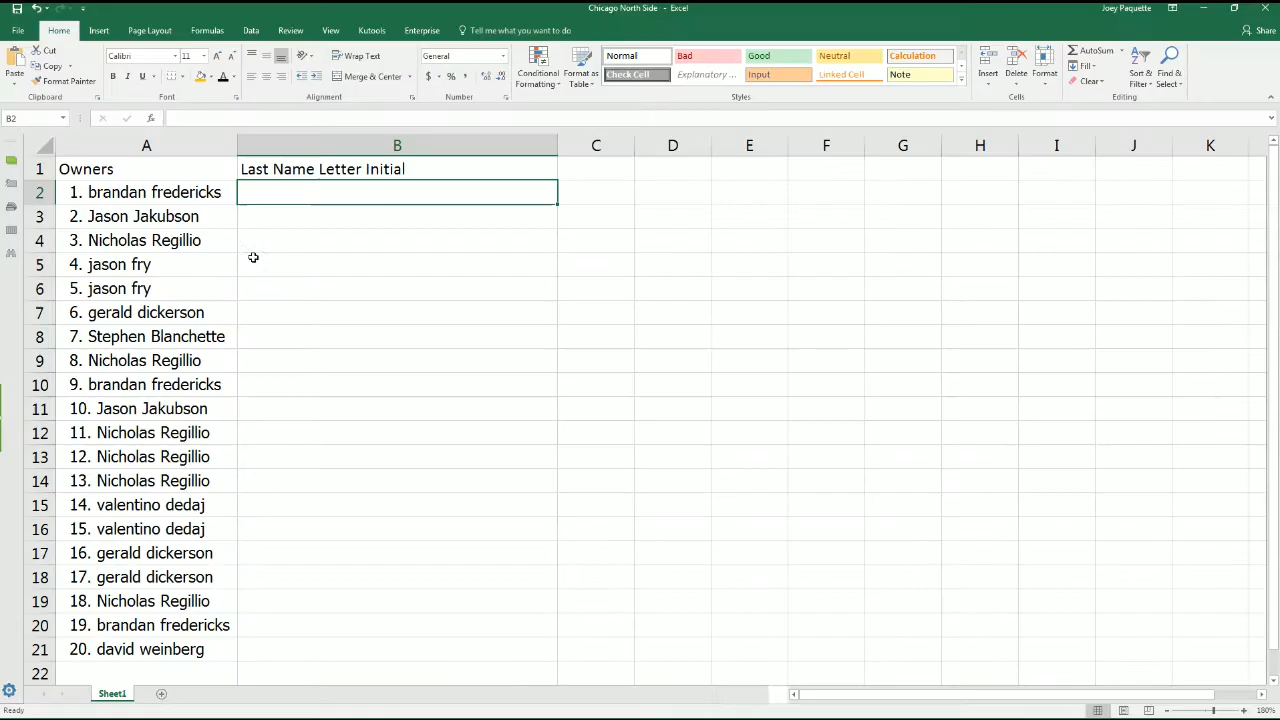 Chicago North Side - Excel
Joey Paquette
File Home Insert Page Layout Formulas Data Review View Kutools Enterprise Tell me what you want to do
Share
Paste
Cut
Copy
Format Painter
Clipboard
Calibri 11
B I U
Font
Wrap Text
Merge & Center
Alignment
General
$ % ,
Number
Conditional Formatting
Format as Table
Normal Bad Good Neutral Calculation
Check Cell Explanatory ... Input Linked Cell Note
Styles
Insert Delete Format
Cells
AutoSum
Fill
Clear
Sort & Filter
Find & Select
Editing
B2
fx
A B C D E F G H I J K
1 Owners Last Name Letter Initial
2 1. brandan fredericks
3 2. Jason Jakubson
4 3. Nicholas Regillio
5 4. jason fry
6 5. jason fry
7 6. gerald dickerson
8 7. Stephen Blanchette
9 8. Nicholas Regillio
10 9. brandan fredericks
11 10. Jason Jakubson
12 11. Nicholas Regillio
13 12. Nicholas Regillio
14 13. Nicholas Regillio
15 14. valentino dedaj
16 15. valentino dedaj
17 16. gerald dickerson
18 17. gerald dickerson
19 18. Nicholas Regillio
20 19. brandan fredericks
21 20. david weinberg
22
Sheet1
Ready
180%